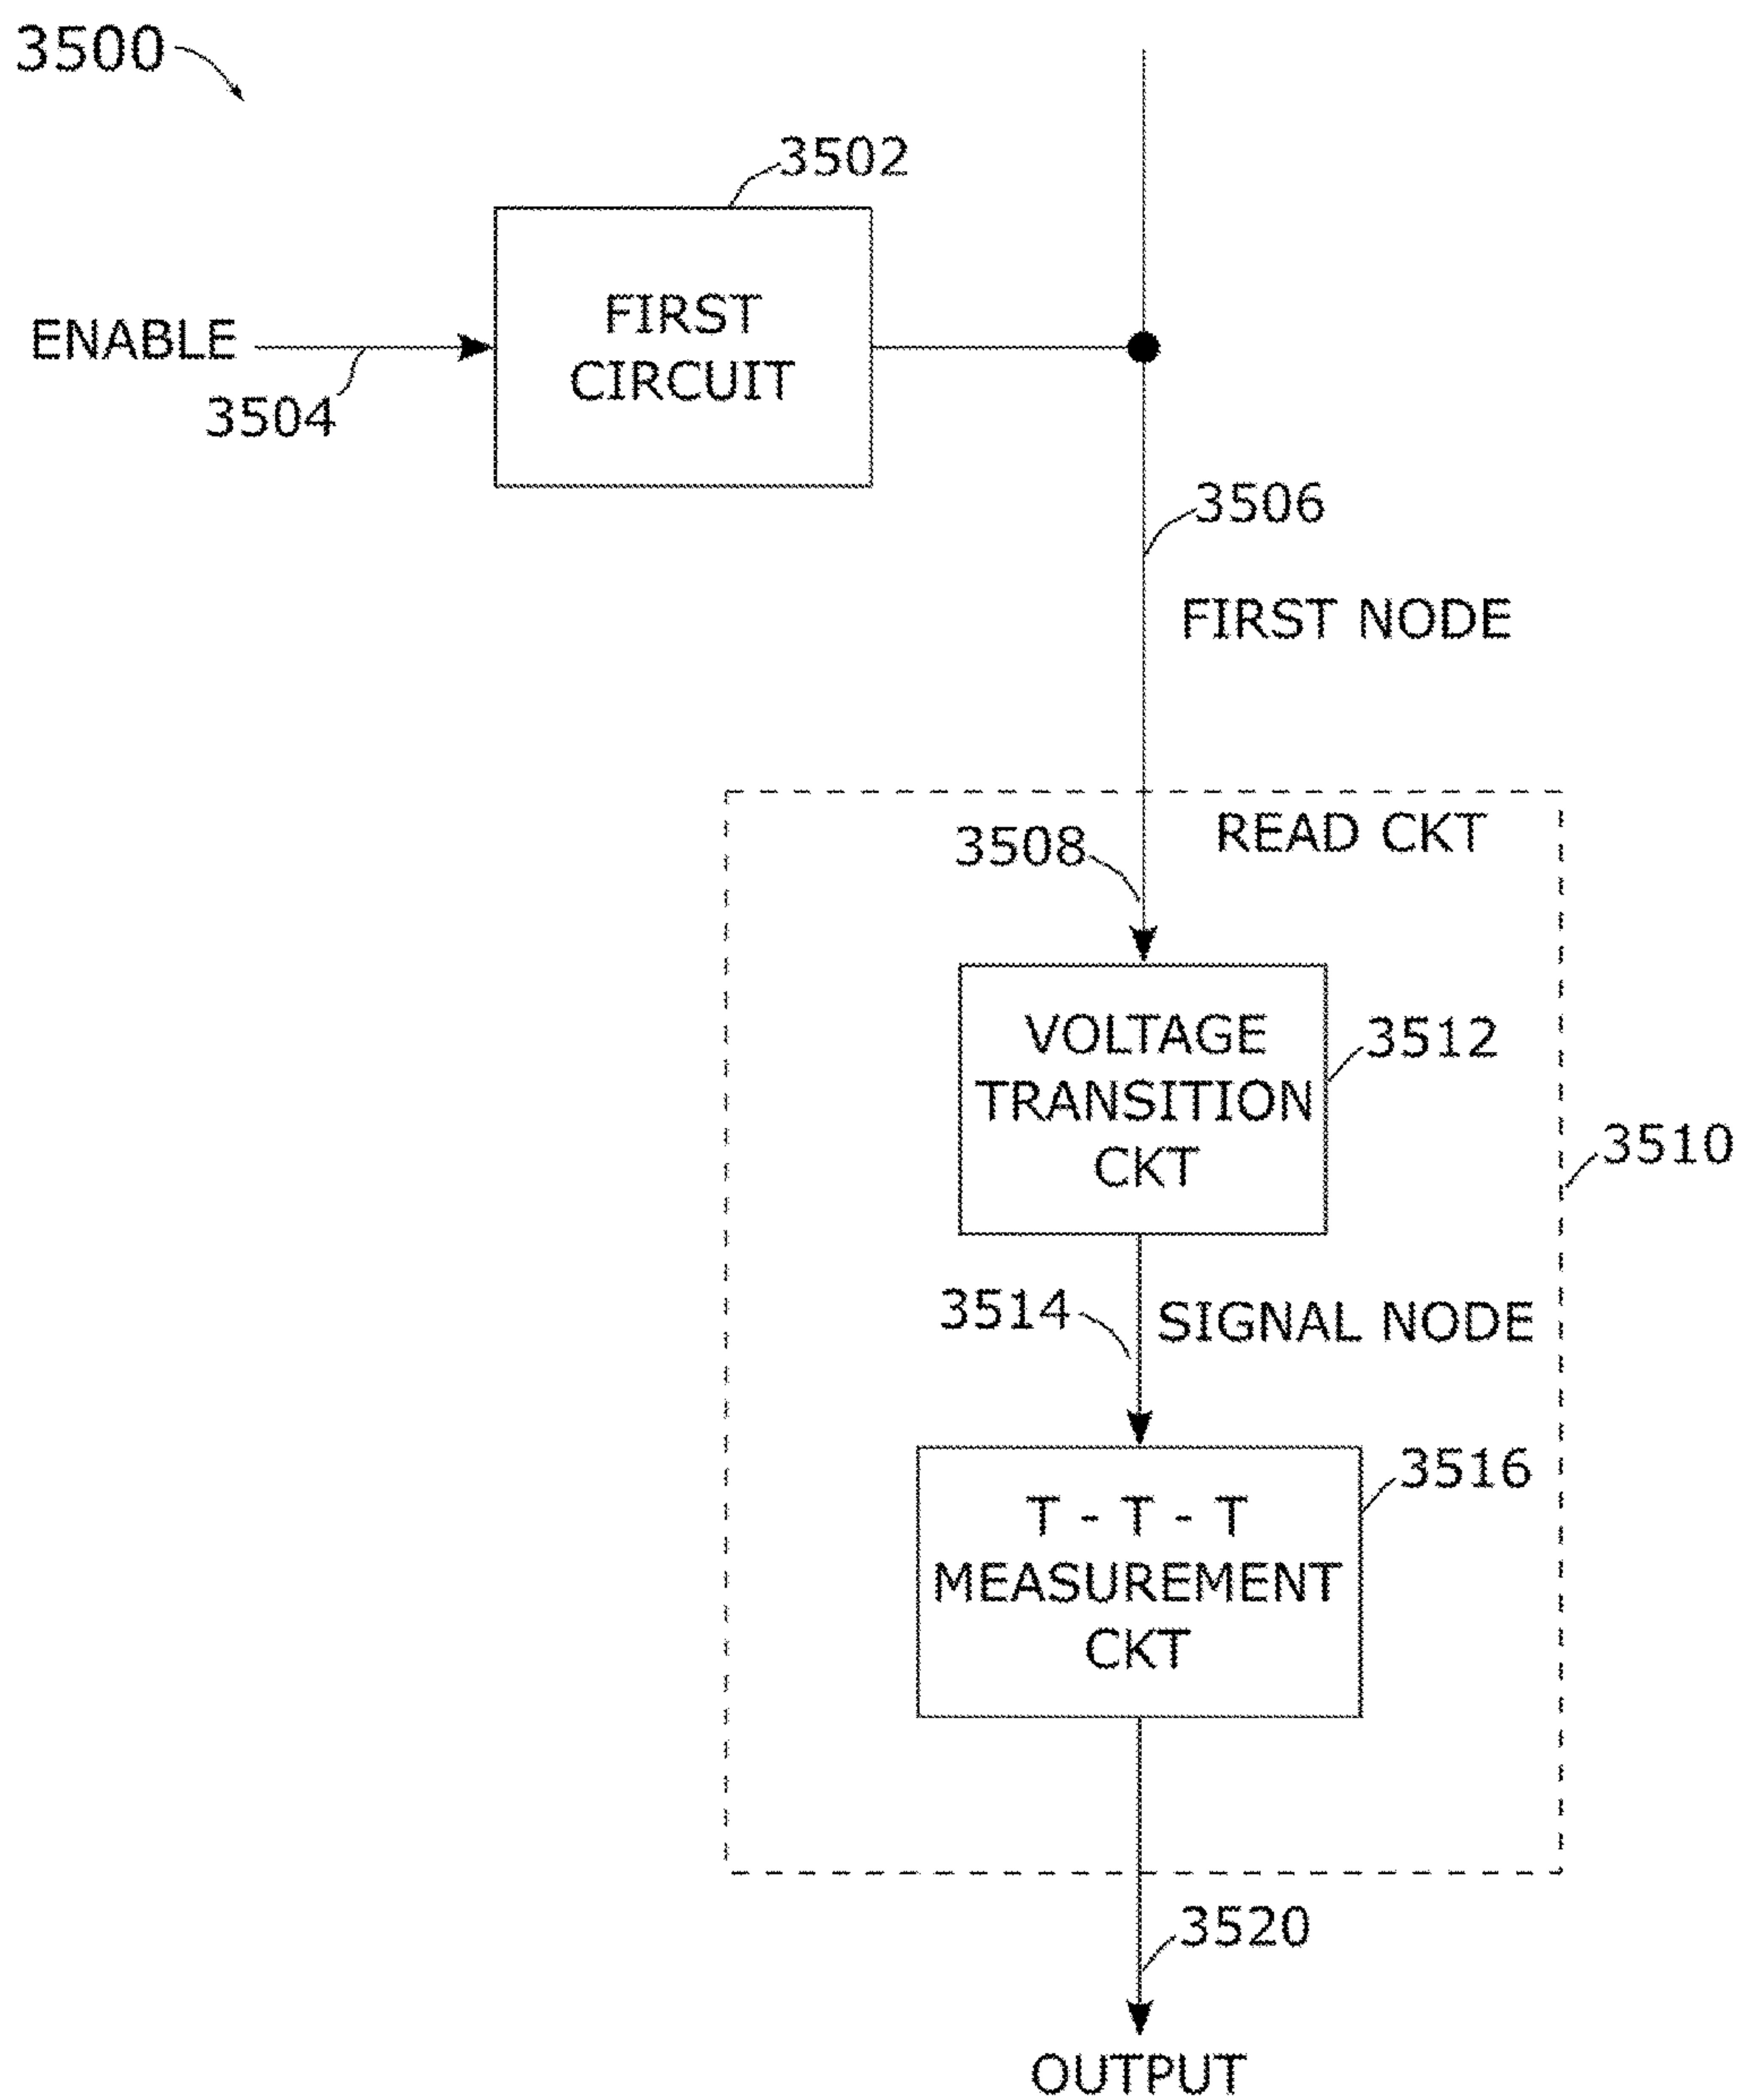 3500
3502
FIRST
CIRCUIT
ENABLE
3504
3506
FIRST NODE
READ CKT
3508
VOLTAGE
TRANSITION
CKT
3512
3510
3514
SIGNAL NODE
3516
T - T - T
MEASUREMENT
CKT
3520
OUTPUT